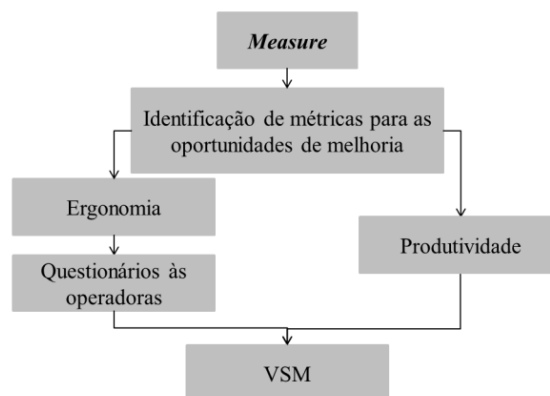 Measure
Identificação de métricas para as
oportunidades de melhoria
Ergonomia
Produtividade
Questionários às
operadoras
VSM